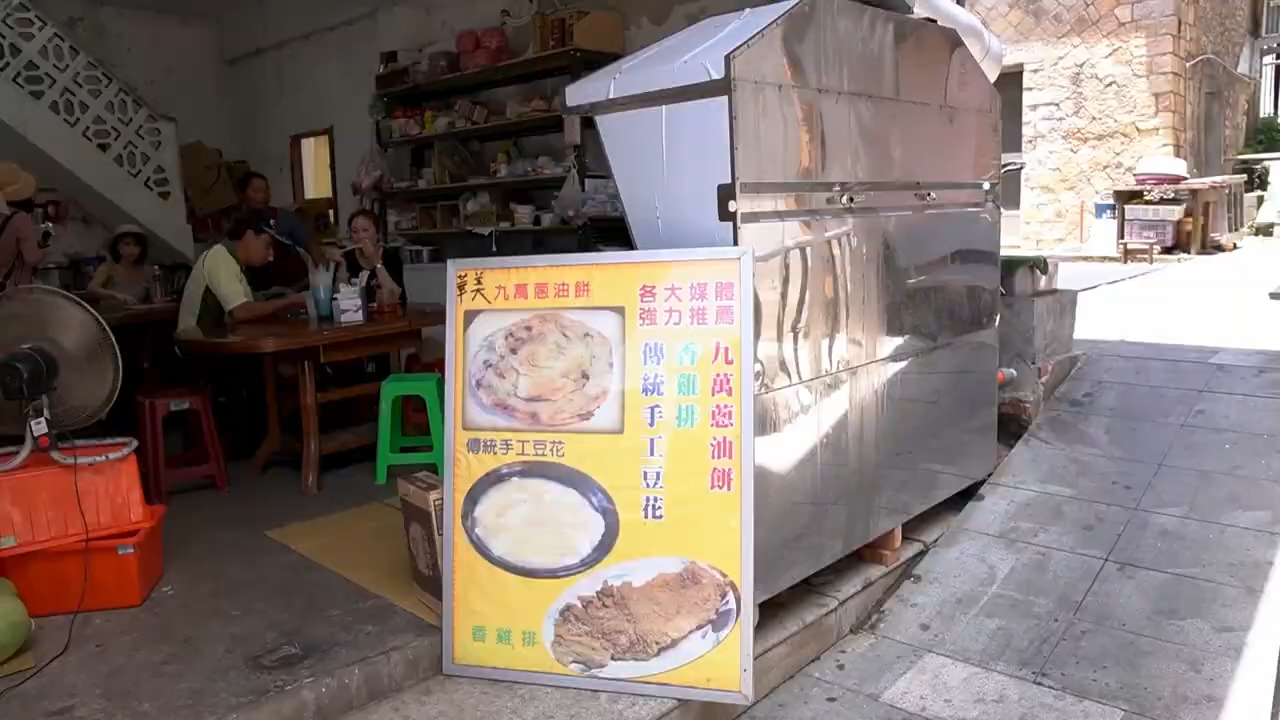 華美九萬蔥油餅
各大媒體
強力推薦
九萬蔥油餅
香雞排
傳統手工豆花
傳統手工豆花
香雞排